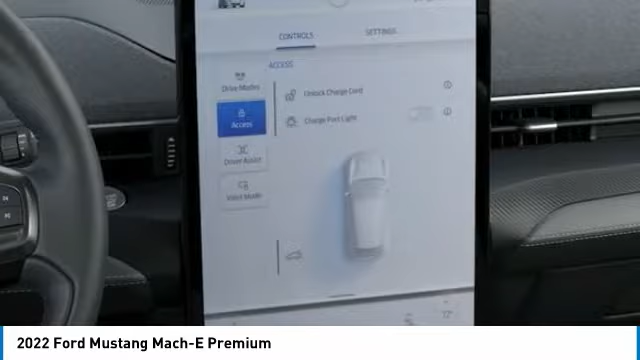 CONTROLS SETTINGS
ACCESS
Drive Modes
Unlock Charge Cord
Access
Charge Port Light
Driver Assist
Valet Mode
2022 Ford Mustang Mach-E Premium